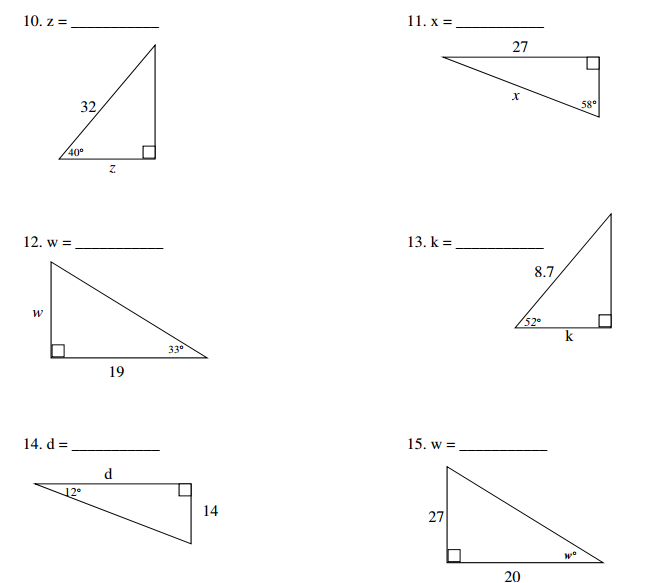 10. z = ___________
32
40°
z
11. x = ___________
27
x
58°
12. w = ___________
w
33°
19
13. k = ___________
8.7
52°
k
14. d = ___________
d
12°
14
15. w = ___________
27
w°
20